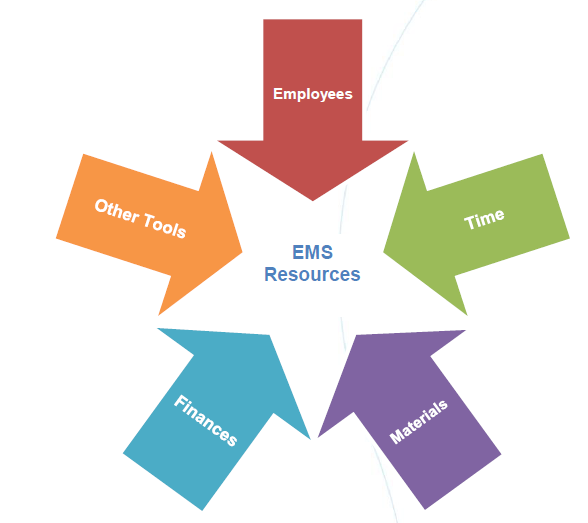 Employees
Other Tools
Time
EMS
Resources
Finances
Materials